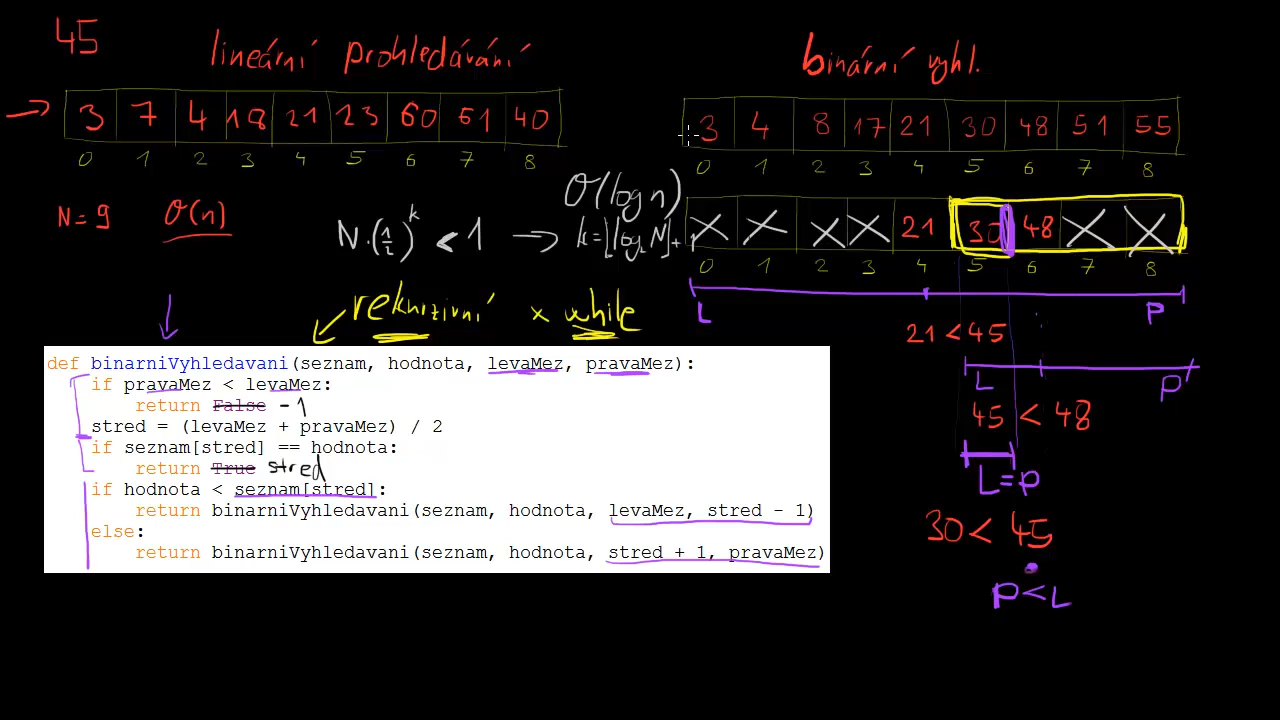 45
lineární prohledávání
3 7 4 18 21 23 60 61 40
0 1 2 3 4 5 6 7 8
N=9 O(n)
binární vyhl.
3 4 8 17 21 30 48 51 55
0 1 2 3 4 5 6 7 8
O(log n)
N·(1/2)^k < 1 → k=⌊log₂N⌋+1
21 30 48
0 1 2 3 4 5 6 7 8
L P
21 < 45
L P
45 < 48
L=P
30 < 45
P<L
rekurzivní x while
def binarniVyhledavani(seznam, hodnota, levaMez, pravaMez):
if pravaMez < levaMez:
return False -1
stred = (levaMez + pravaMez) / 2
if seznam[stred] == hodnota:
return True stred
if hodnota < seznam[stred]:
return binarniVyhledavani(seznam, hodnota, levaMez, stred - 1)
else:
return binarniVyhledavani(seznam, hodnota, stred + 1, pravaMez)